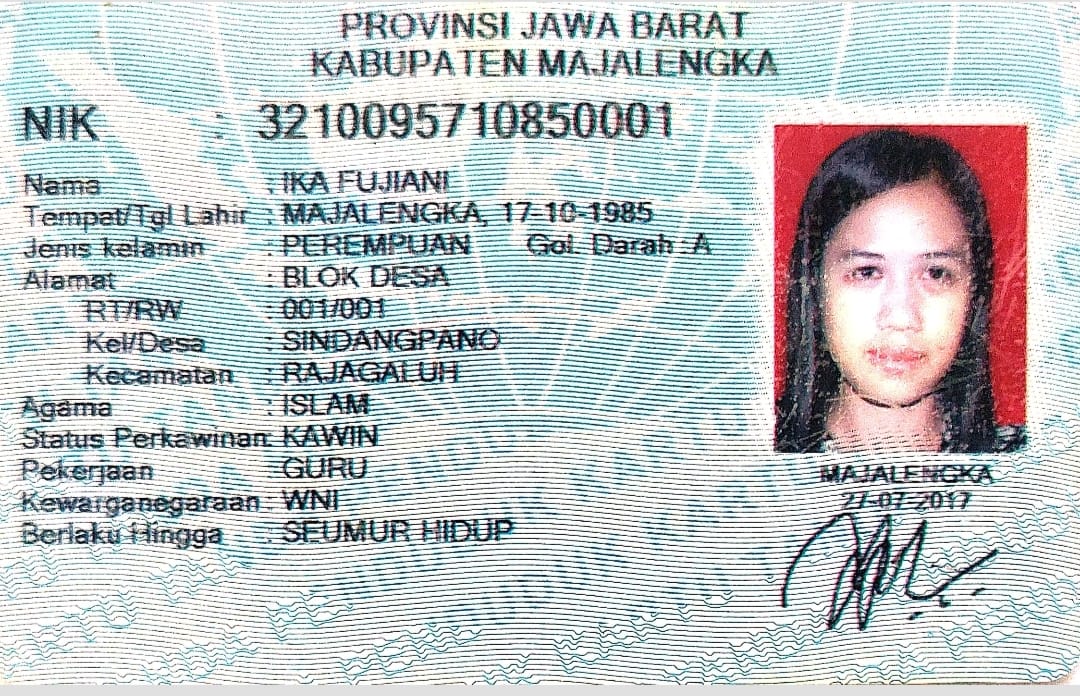 PROVINSI JAWA BARAT
KABUPATEN MAJALENGKA
NIK : 3210095710850001
Nama : IKA FUJIANI
Tempat/Tgl Lahir : MAJALENGKA, 17-10-1985
Jenis kelamin : PEREMPUAN Gol. Darah : A
Alamat : BLOK DESA
RT/RW : 001/001
Kel/Desa : SINDANGPANO
Kecamatan : RAJAGALUH
Agama : ISLAM
Status Perkawinan: KAWIN
Pekerjaan : GURU
Kewarganegaraan : WNI
Berlaku Hingga : SEUMUR HIDUP
MAJALENGKA
27-07-2017